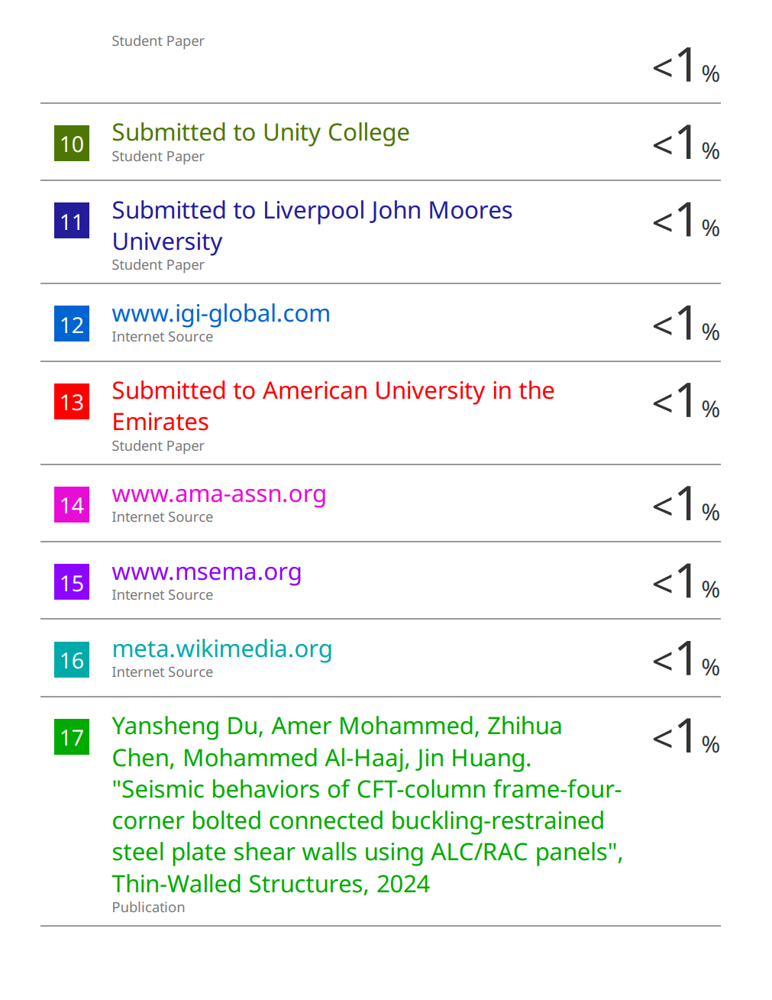 Student Paper
<1%
10 Submitted to Unity College <1%
Student Paper
11 Submitted to Liverpool John Moores <1%
University
Student Paper
12 www.igi-global.com <1%
Internet Source
13 Submitted to American University in the <1%
Emirates
Student Paper
14 www.ama-assn.org <1%
Internet Source
15 www.msema.org <1%
Internet Source
16 meta.wikimedia.org <1%
Internet Source
17 Yansheng Du, Amer Mohammed, Zhihua <1%
Chen, Mohammed Al-Haaj, Jin Huang.
"Seismic behaviors of CFT-column frame-four-
corner bolted connected buckling-restrained
steel plate shear walls using ALC/RAC panels",
Thin-Walled Structures, 2024
Publication